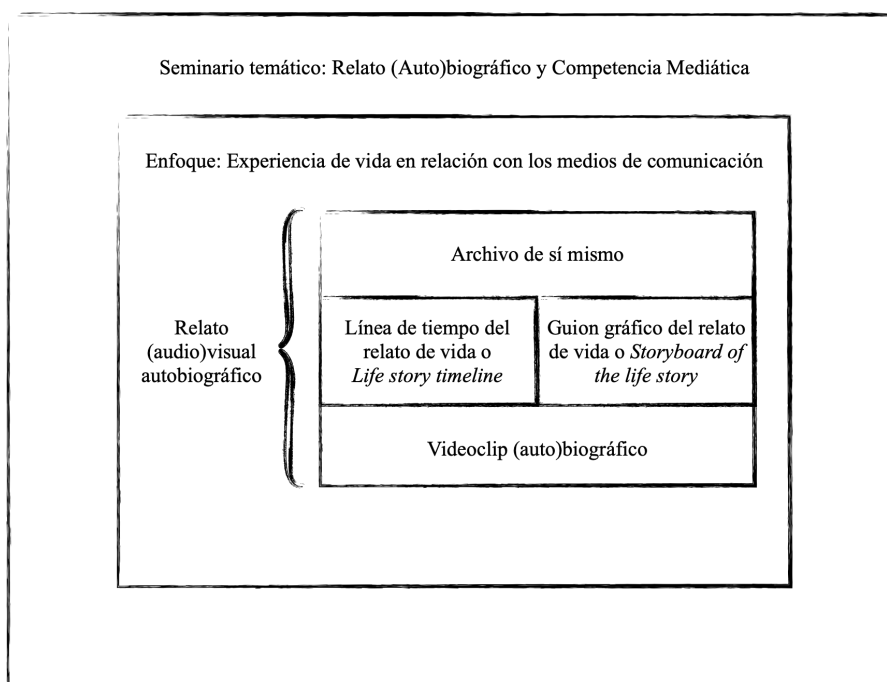 Seminario temático: Relato (Auto)biográfico y Competencia Mediática
Enfoque: Experiencia de vida en relación con los medios de comunicación
Relato
(audio)visual
autobiográfico
Archivo de sí mismo
Línea de tiempo del
relato de vida o
Life story timeline
Guion gráfico del relato
de vida o Storyboard of
the life story
Videoclip (auto)biográfico